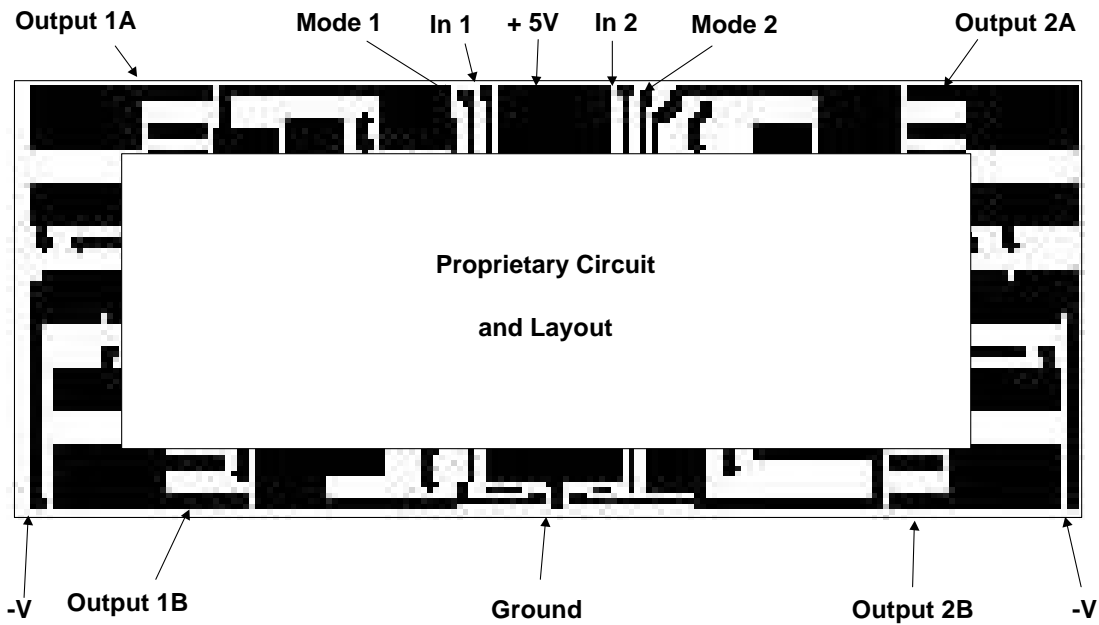 Output 1A
Mode 1
In 1
+ 5V
In 2
Mode 2
Output 2A
Proprietary Circuit
and Layout
-V
Output 1B
Ground
Output 2B
-V